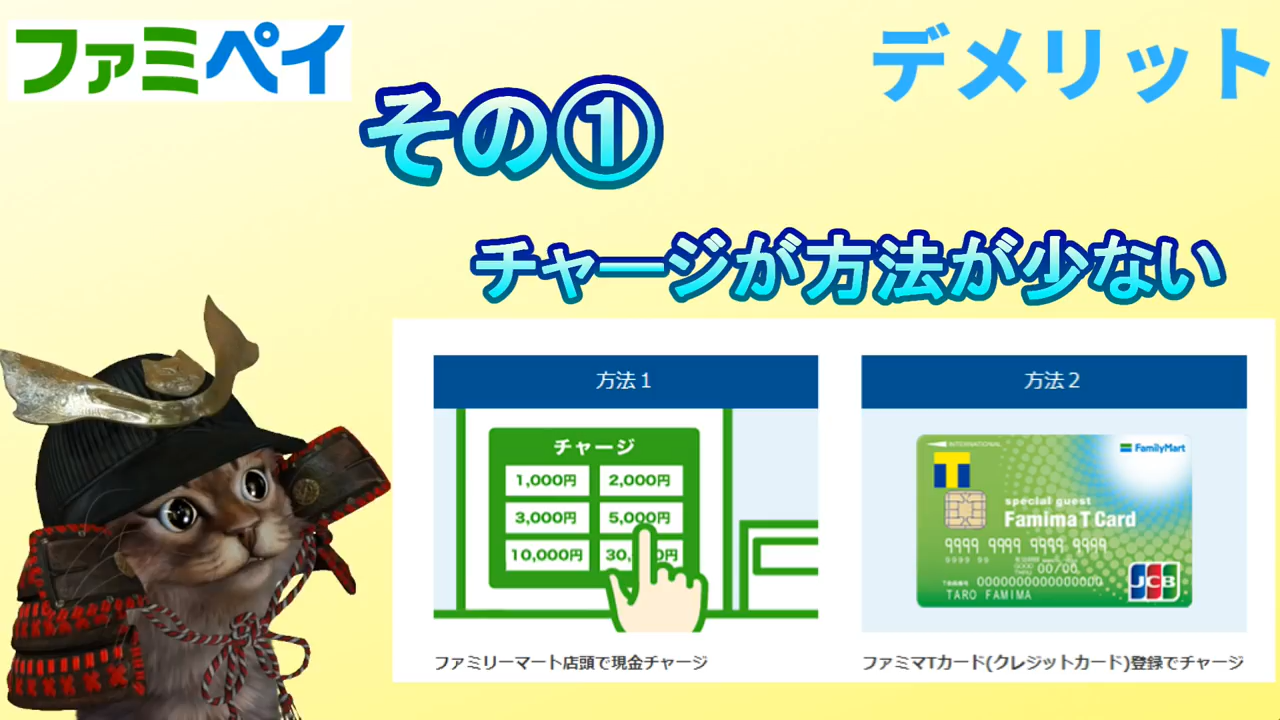 ファミペイ
デメリット
その①
チャージが方法が少ない
方法1
チャージ
1,000円 2,000円
3,000円 5,000円
10,000円 30, 円
ファミリーマート店頭で現金チャージ
方法2
INTERNATIONAL
FamilyMart
T
special guest
Famima T Card
9999 9999 9999 9999
9999 99
00/00
0000000000000000
TARO FAMIMA
JCB
ファミマTカード(クレジットカード)登録でチャージ